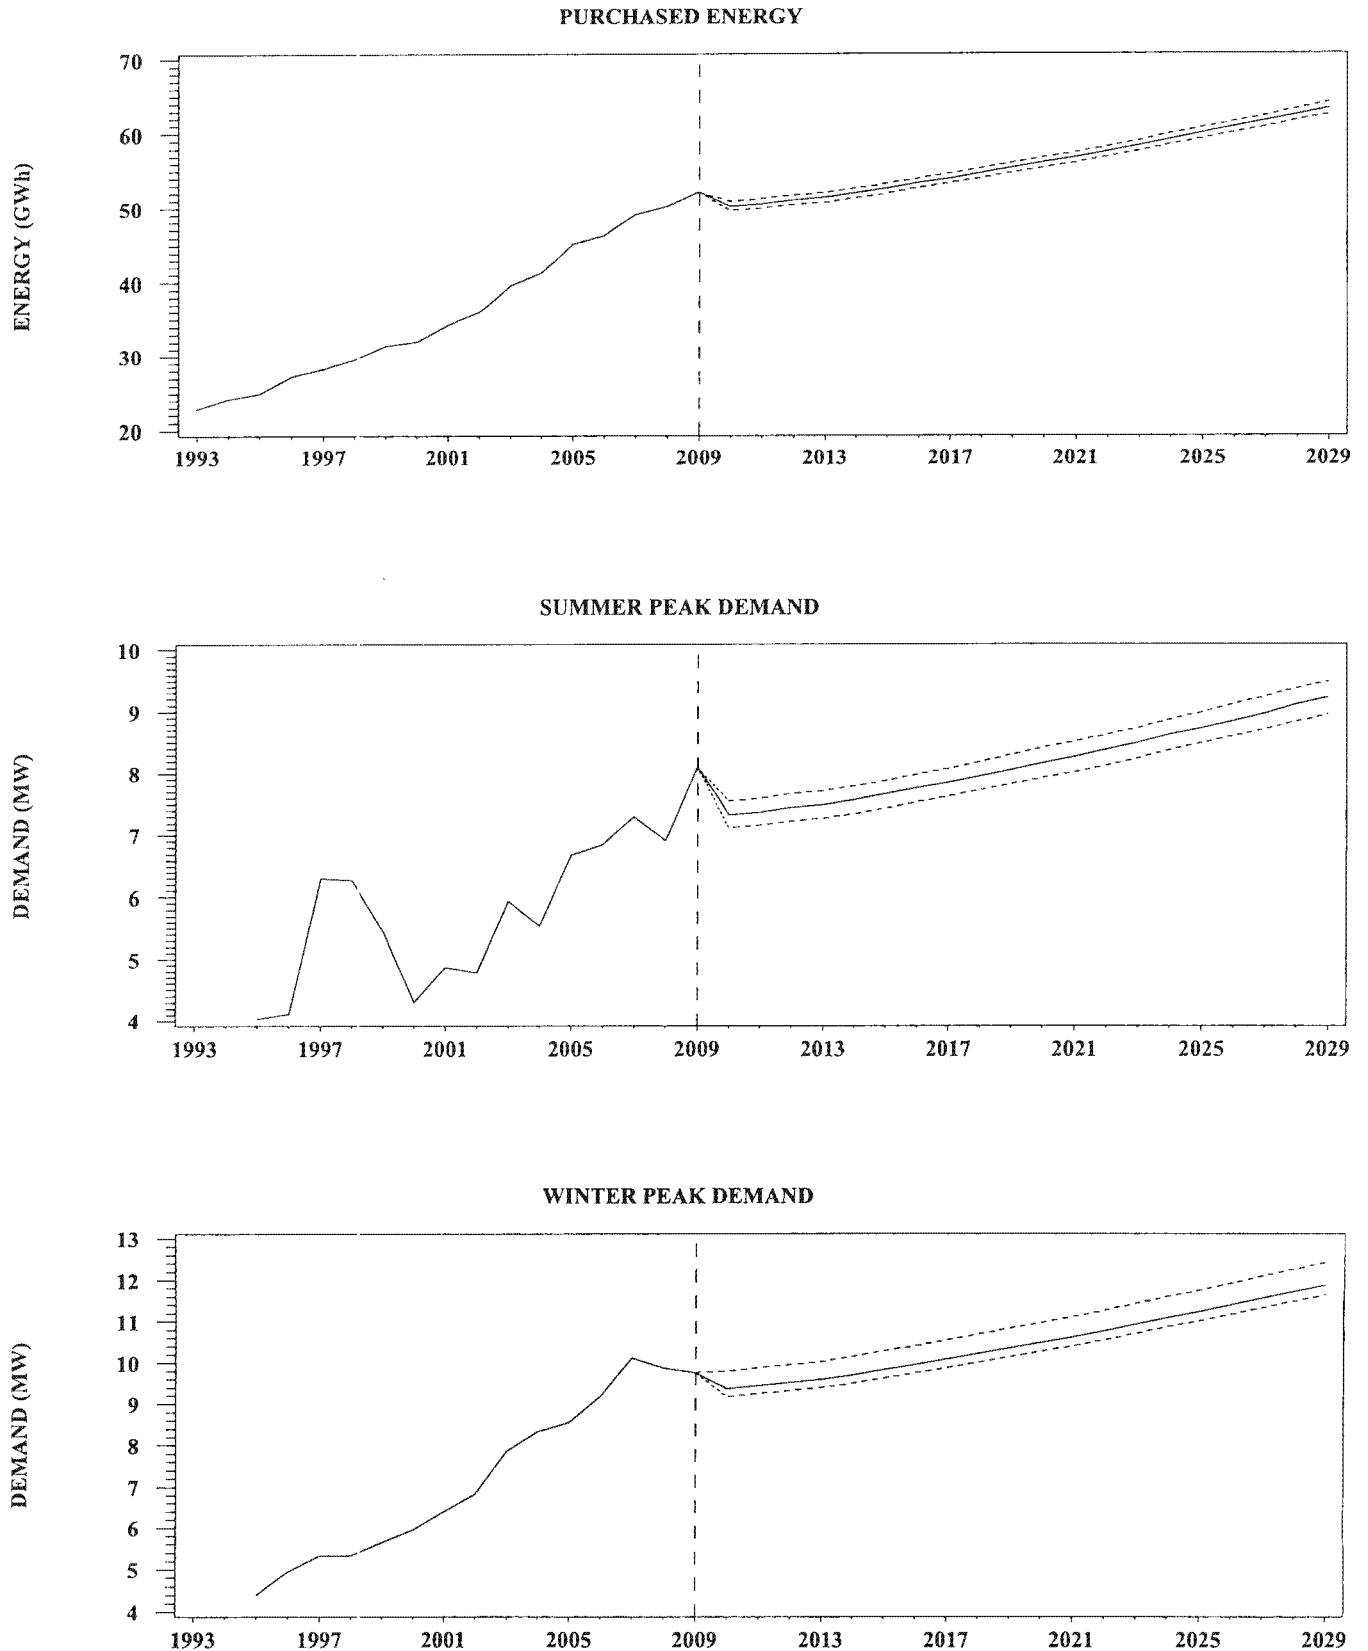 PURCHASED ENERGY
70
60
50
40
30
20
ENERGY (GWh)
1993 1997 2001 2005 2009 2013 2017 2021 2025 2029
SUMMER PEAK DEMAND
10
9
8
7
6
5
4
DEMAND (MW)
1993 1997 2001 2005 2009 2013 2017 2021 2025 2029
WINTER PEAK DEMAND
13
12
11
10
9
8
7
6
5
4
DEMAND (MW)
1993 1997 2001 2005 2009 2013 2017 2021 2025 2029